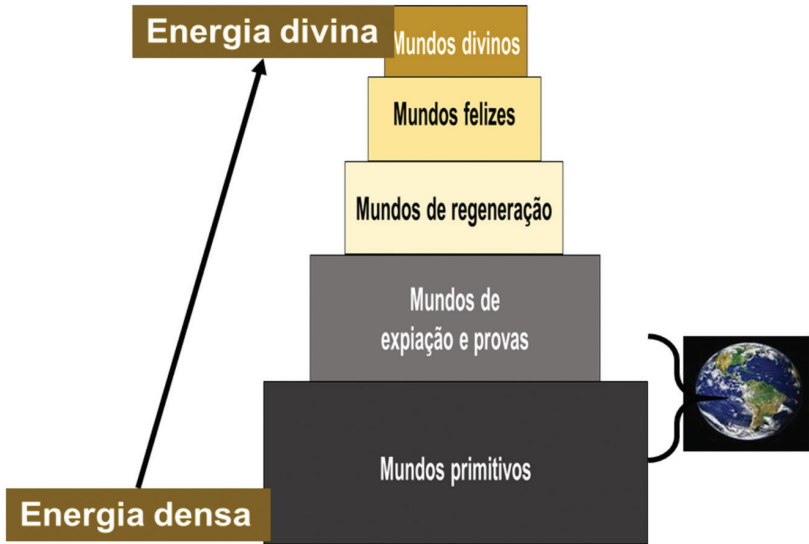 Energia divina
Mundos divinos
Mundos felizes
Mundos de regeneração
Mundos de
expiação e provas
Mundos primitivos
Energia densa